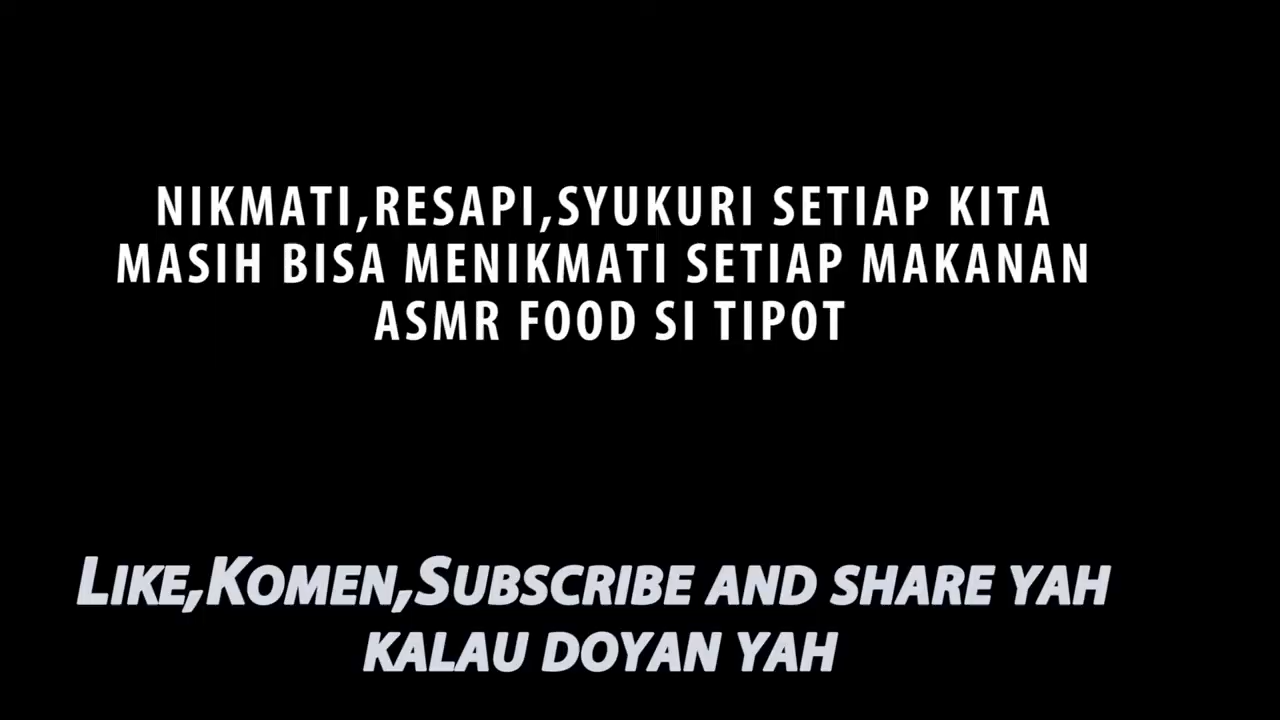 NIKMATI,RESAPI,SYUKURI SETIAP KITA
MASIH BISA MENIKMATI SETIAP MAKANAN
ASMR FOOD SI TIPOT
LIKE,KOMEN,SUBSCRIBE AND SHARE YAH
KALAU DOYAN YAH